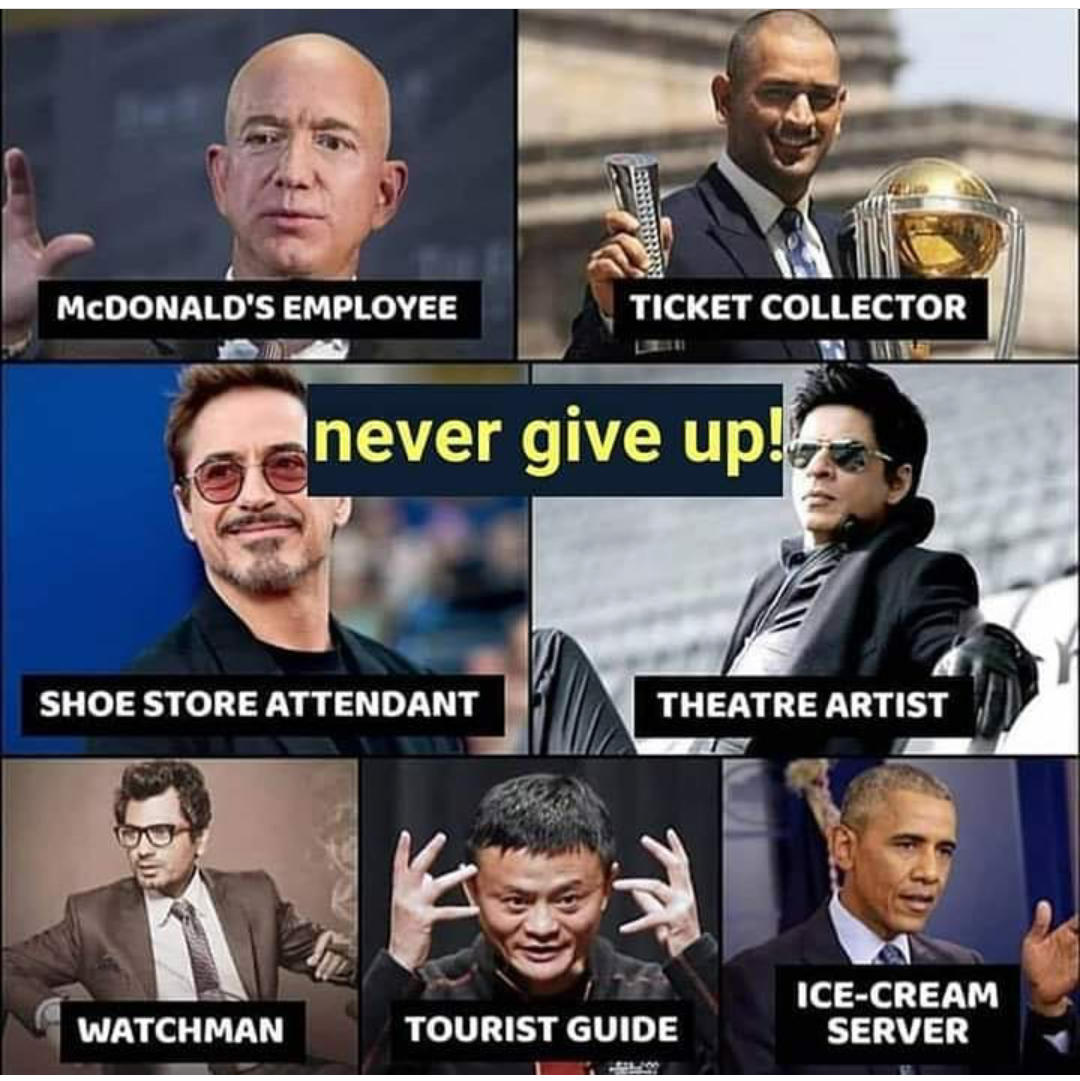 McDONALD'S EMPLOYEE
TICKET COLLECTOR
never give up!
SHOE STORE ATTENDANT
THEATRE ARTIST
WATCHMAN
TOURIST GUIDE
ICE-CREAM
SERVER